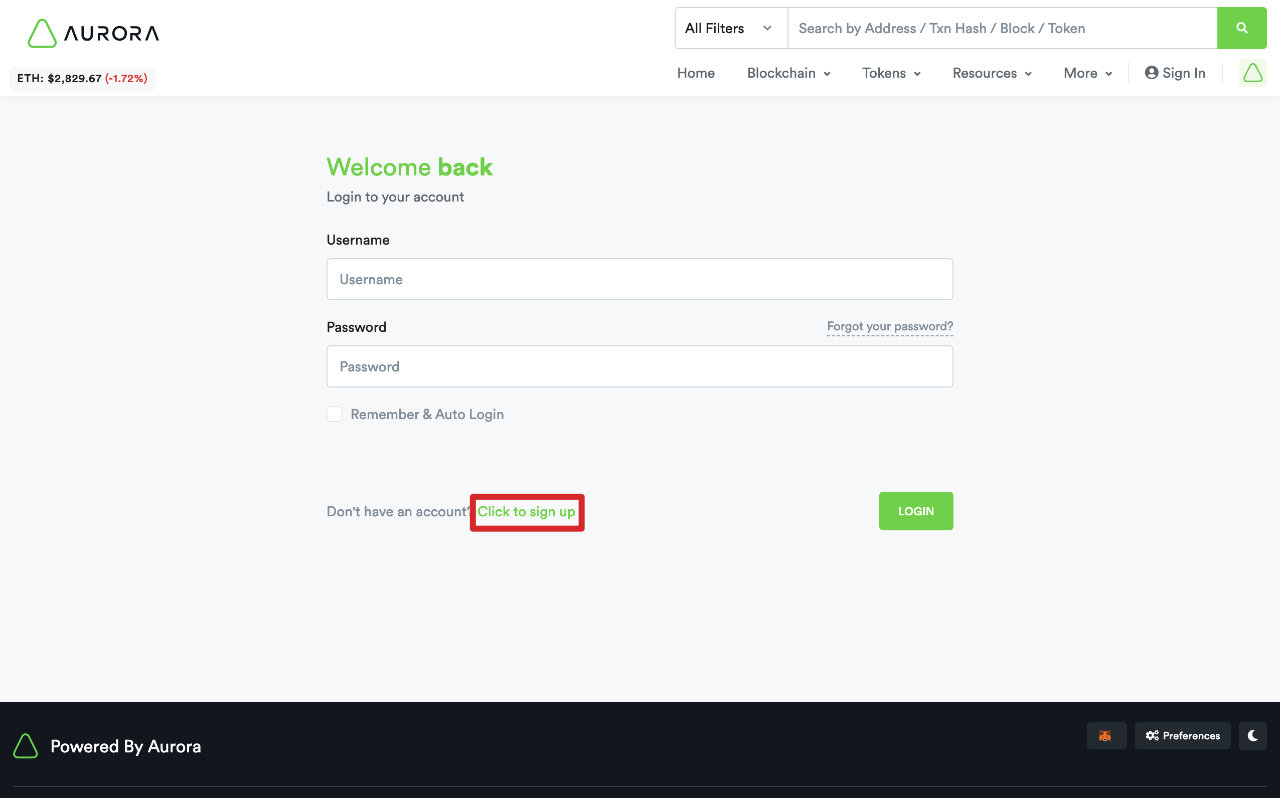 AURORA
All Filters
Search by Address / Txn Hash / Block / Token
ETH: $2,829.67 (-1.72%)
Home Blockchain Tokens Resources More Sign In
Welcome back
Login to your account
Username
Username
Password Forgot your password?
Password
Remember & Auto Login
Don't have an account? Click to sign up LOGIN
Powered By Aurora Preferences